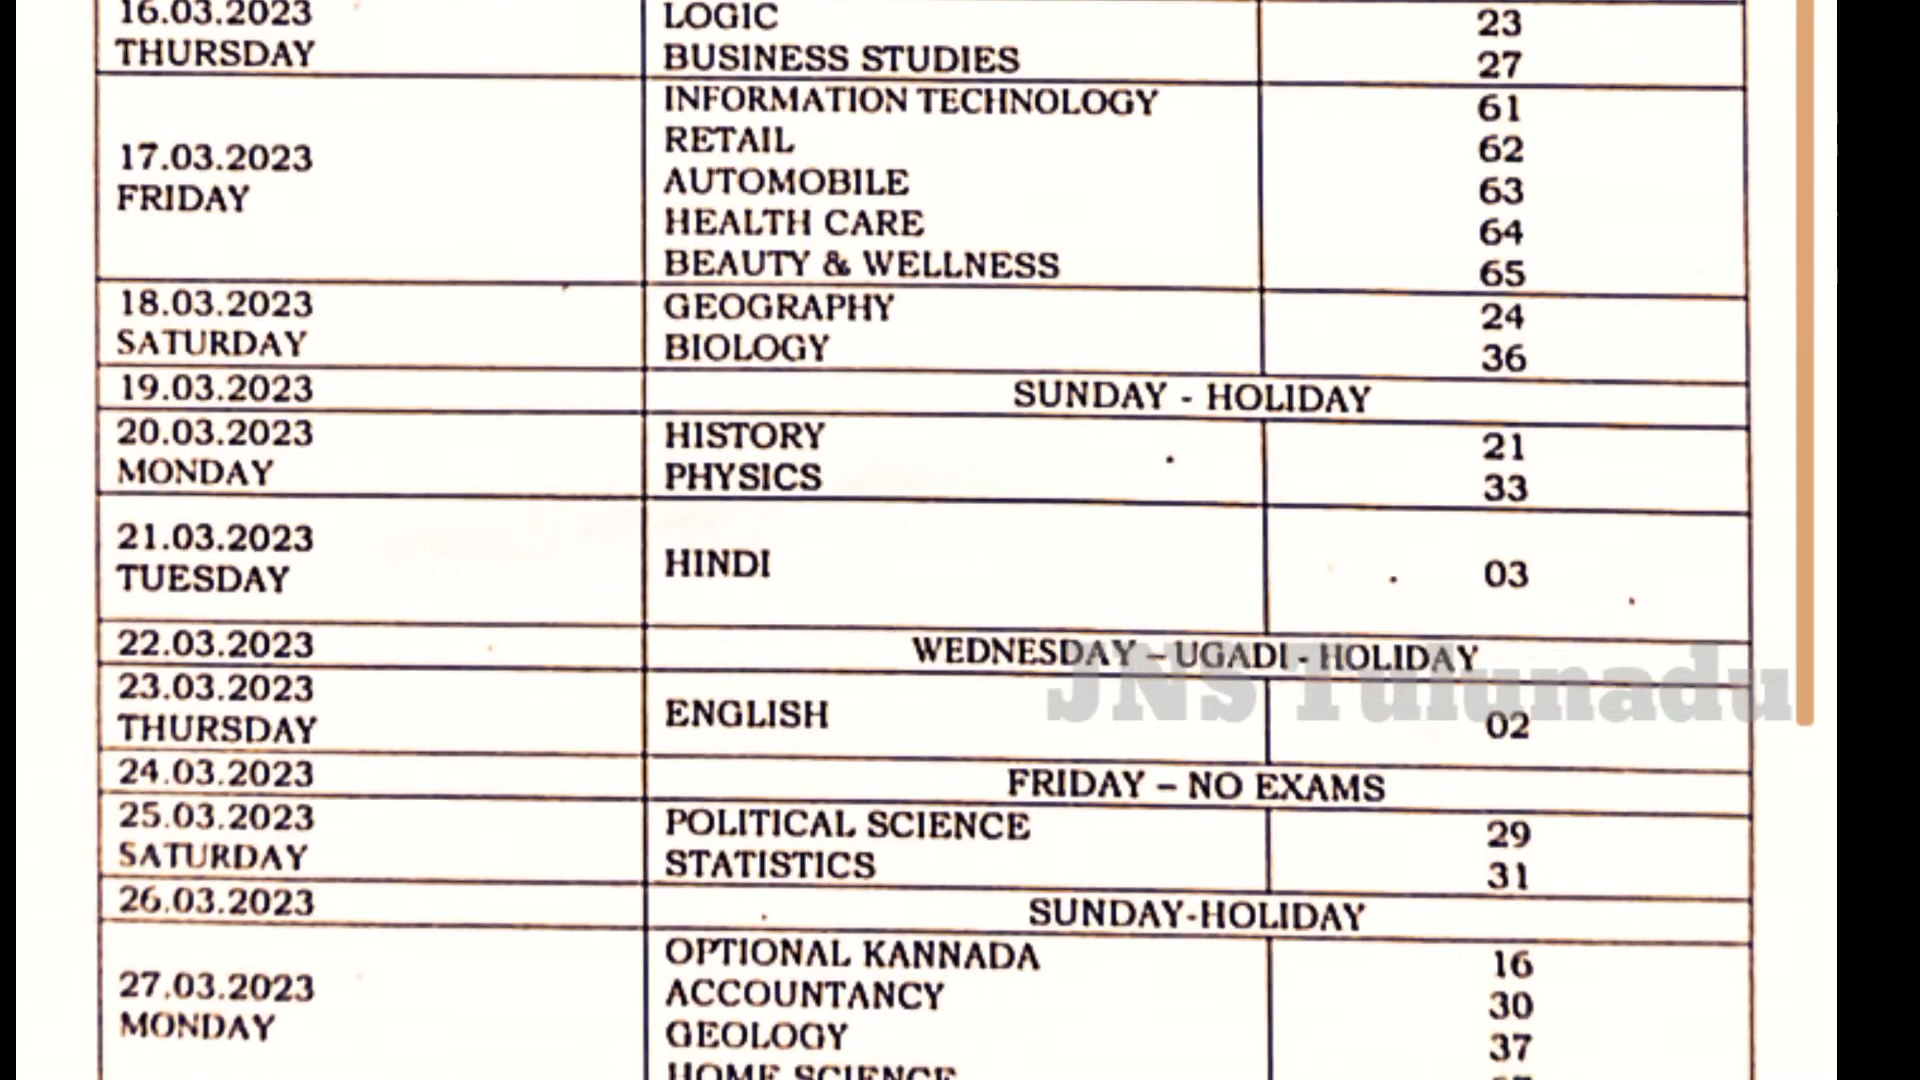 16.03.2023 LOGIC 23
THURSDAY BUSINESS STUDIES 27
INFORMATION TECHNOLOGY 61
RETAIL 62
17.03.2023
AUTOMOBILE 63
FRIDAY
HEALTH CARE 64
BEAUTY & WELLNESS 65
18.03.2023 GEOGRAPHY 24
SATURDAY BIOLOGY 36
19.03.2023 SUNDAY - HOLIDAY
20.03.2023 HISTORY 21
MONDAY PHYSICS 33
21.03.2023
HINDI 03
TUESDAY
22.03.2023 WEDNESDAY – UGADI - HOLIDAY
JNS Tulunadu
23.03.2023
ENGLISH 02
THURSDAY
24.03.2023 FRIDAY – NO EXAMS
25.03.2023 POLITICAL SCIENCE 29
SATURDAY STATISTICS 31
26.03.2023 SUNDAY-HOLIDAY
OPTIONAL KANNADA 16
27.03.2023 ACCOUNTANCY 30
MONDAY GEOLOGY 37
HOME SCIENCE